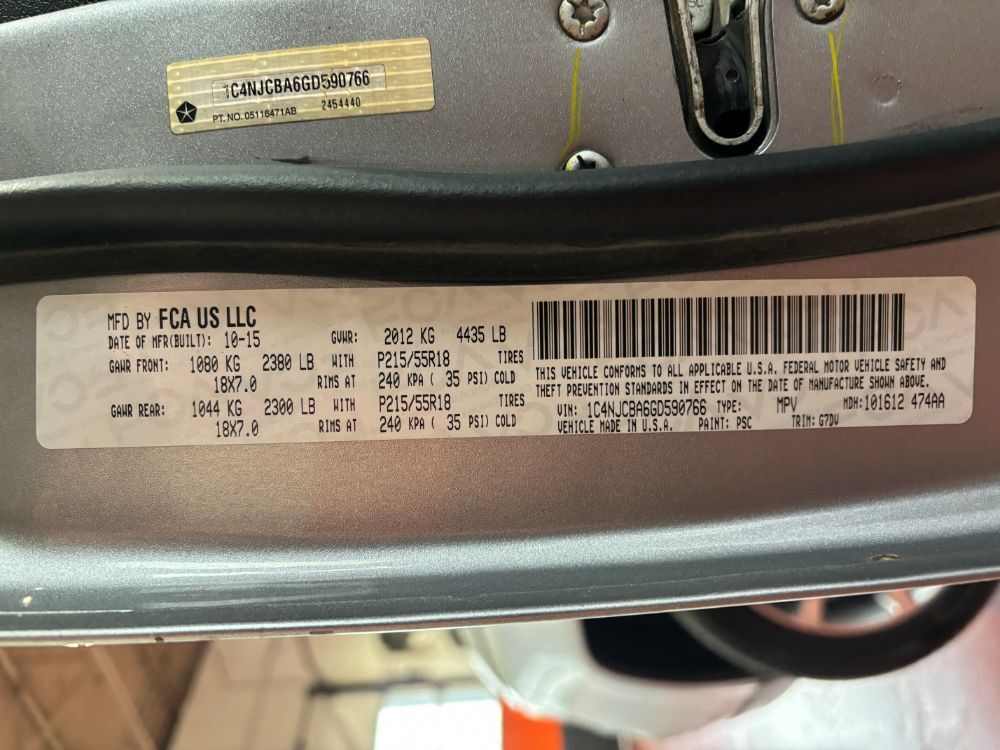 1C4NJCBA6GD590766
PT. NO. 05116471AB 2454440
MFD BY FCA US LLC
DATE OF MFR(BUILT): 10-15 GVWR: 2012 KG 4435 LB
GAWR FRONT: 1080 KG 2380 LB WITH P215/55R18 TIRES
18X7.0 RIMS AT 240 KPA ( 35 PSI) COLD
GAWR REAR: 1044 KG 2300 LB WITH P215/55R18 TIRES
18X7.0 RIMS AT 240 KPA ( 35 PSI) COLD
THIS VEHICLE CONFORMS TO ALL APPLICABLE U.S.A. FEDERAL MOTOR VEHICLE SAFETY AND
THEFT PREVENTION STANDARDS IN EFFECT ON THE DATE OF MANUFACTURE SHOWN ABOVE.
VIN: 1C4NJCBA6GD590766 TYPE: MPV MDH:101612 474AA
VEHICLE MADE IN U.S.A. PAINT: PSC TRIM: G7DV